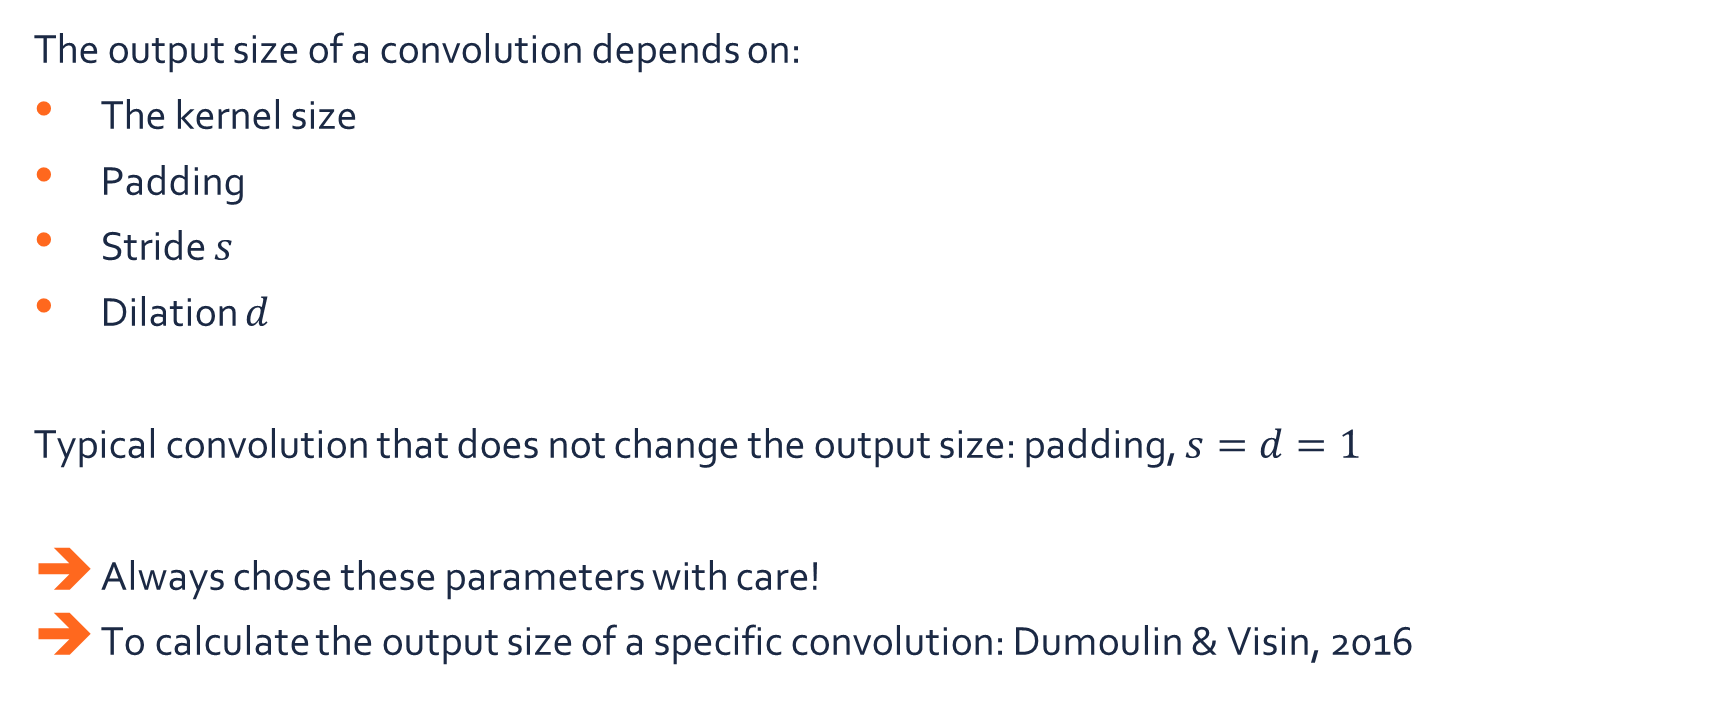 The output size of a convolution depends on:
• The kernel size
• Padding
• Stride s
• Dilation d
Typical convolution that does not change the output size: padding, s = d = 1
➔ Always chose these parameters with care!
➔ To calculate the output size of a specific convolution: Dumoulin & Visin, 2016